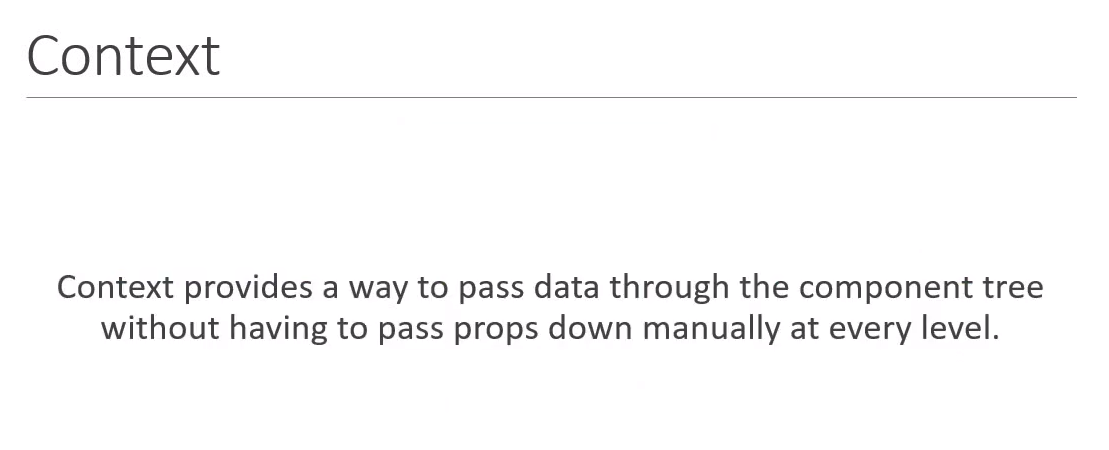 Context
Context provides a way to pass data through the component tree
without having to pass props down manually at every level.